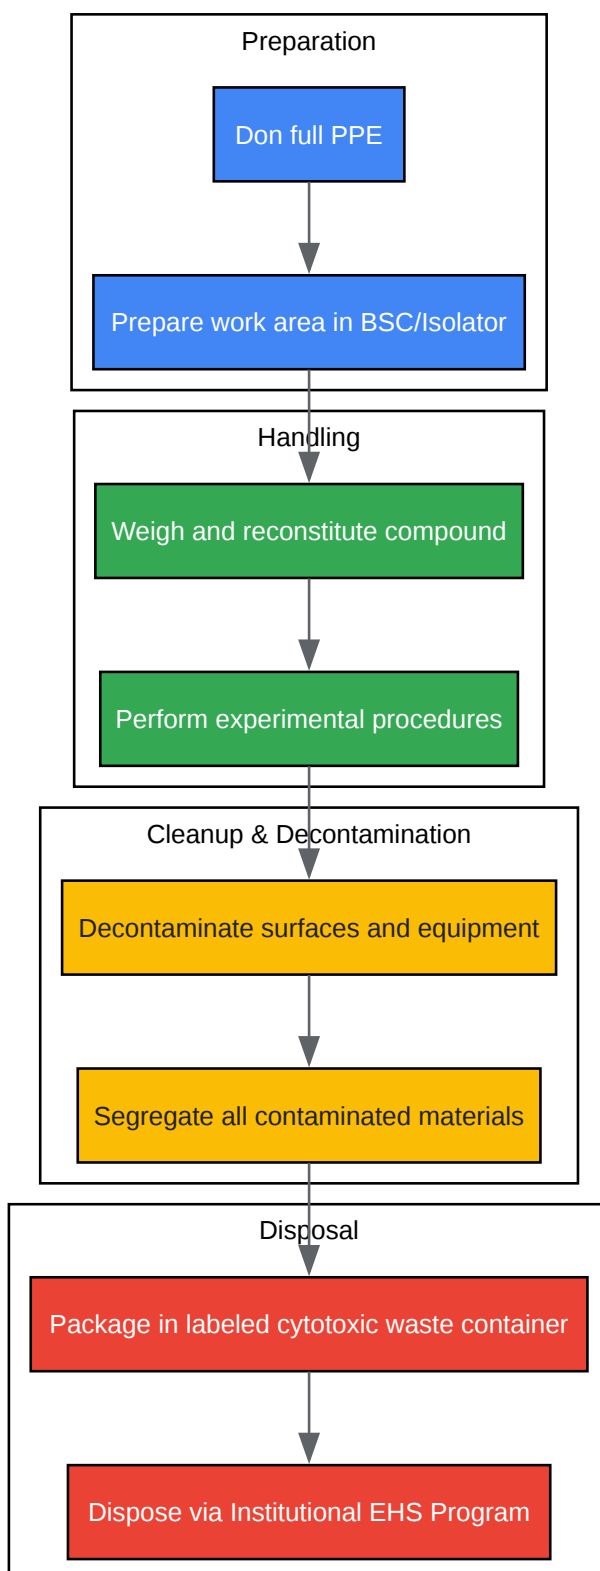 Preparation
Don full PPE
Prepare work area in BSC/Isolator
Handling
Weigh and reconstitute compound
Perform experimental procedures
Cleanup & Decontamination
Decontaminate surfaces and equipment
Segregate all contaminated materials
Disposal
Package in labeled cytotoxic waste container
Dispose via Institutional EHS Program